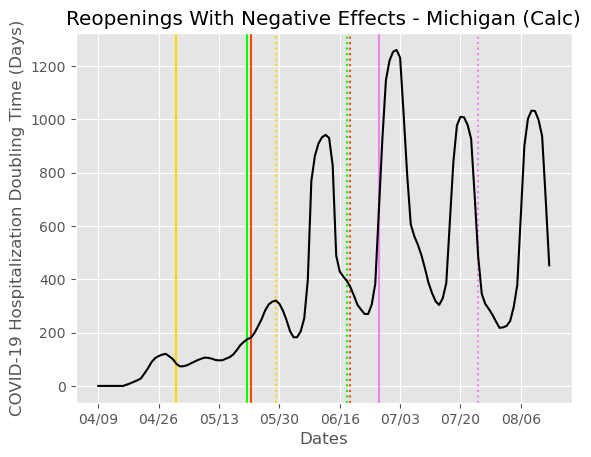 Reopenings With Negative Effects - Michigan (Calc)
COVID-19 Hospitalization Doubling Time (Days)
1200
1000
800
600
400
200
0
04/09 04/26 05/13 05/30 06/16 07/03 07/20 08/06
Dates